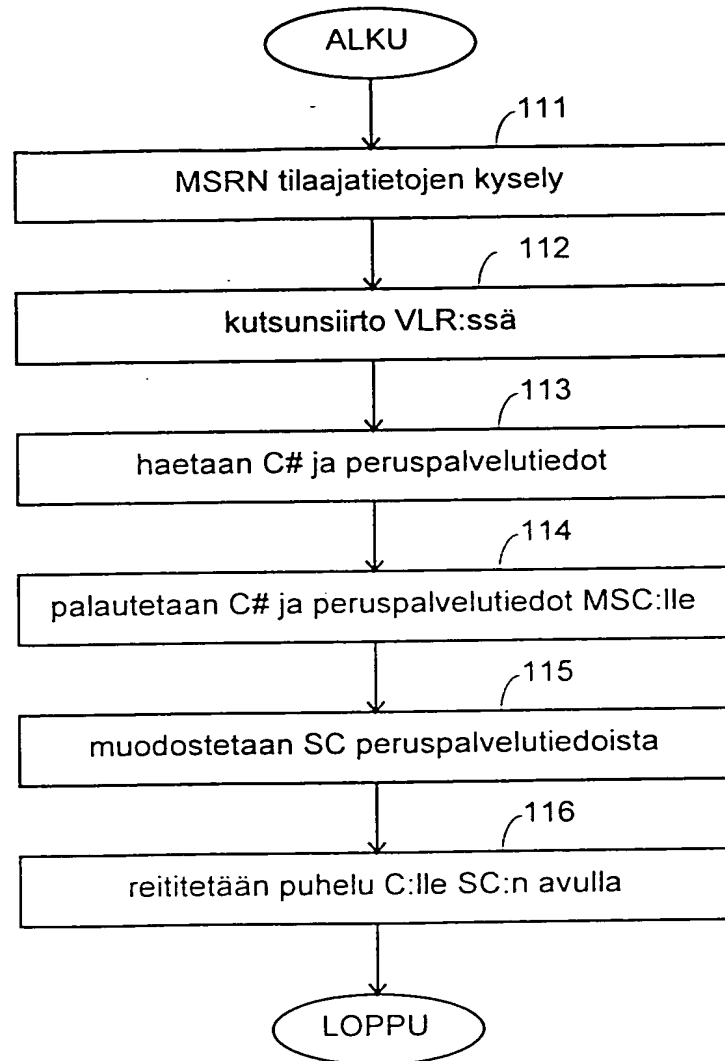 ALKU
111
MSRN tilaajatietojen kysely
112
kutsunsiirto VLR:ssä
113
haetaan C# ja peruspalvelutiedot
114
palautetaan C# ja peruspalvelutiedot MSC:lle
115
muodostetaan SC peruspalvelutiedoista
116
reititetään puhelu C:lle SC:n avulla
LOPPU